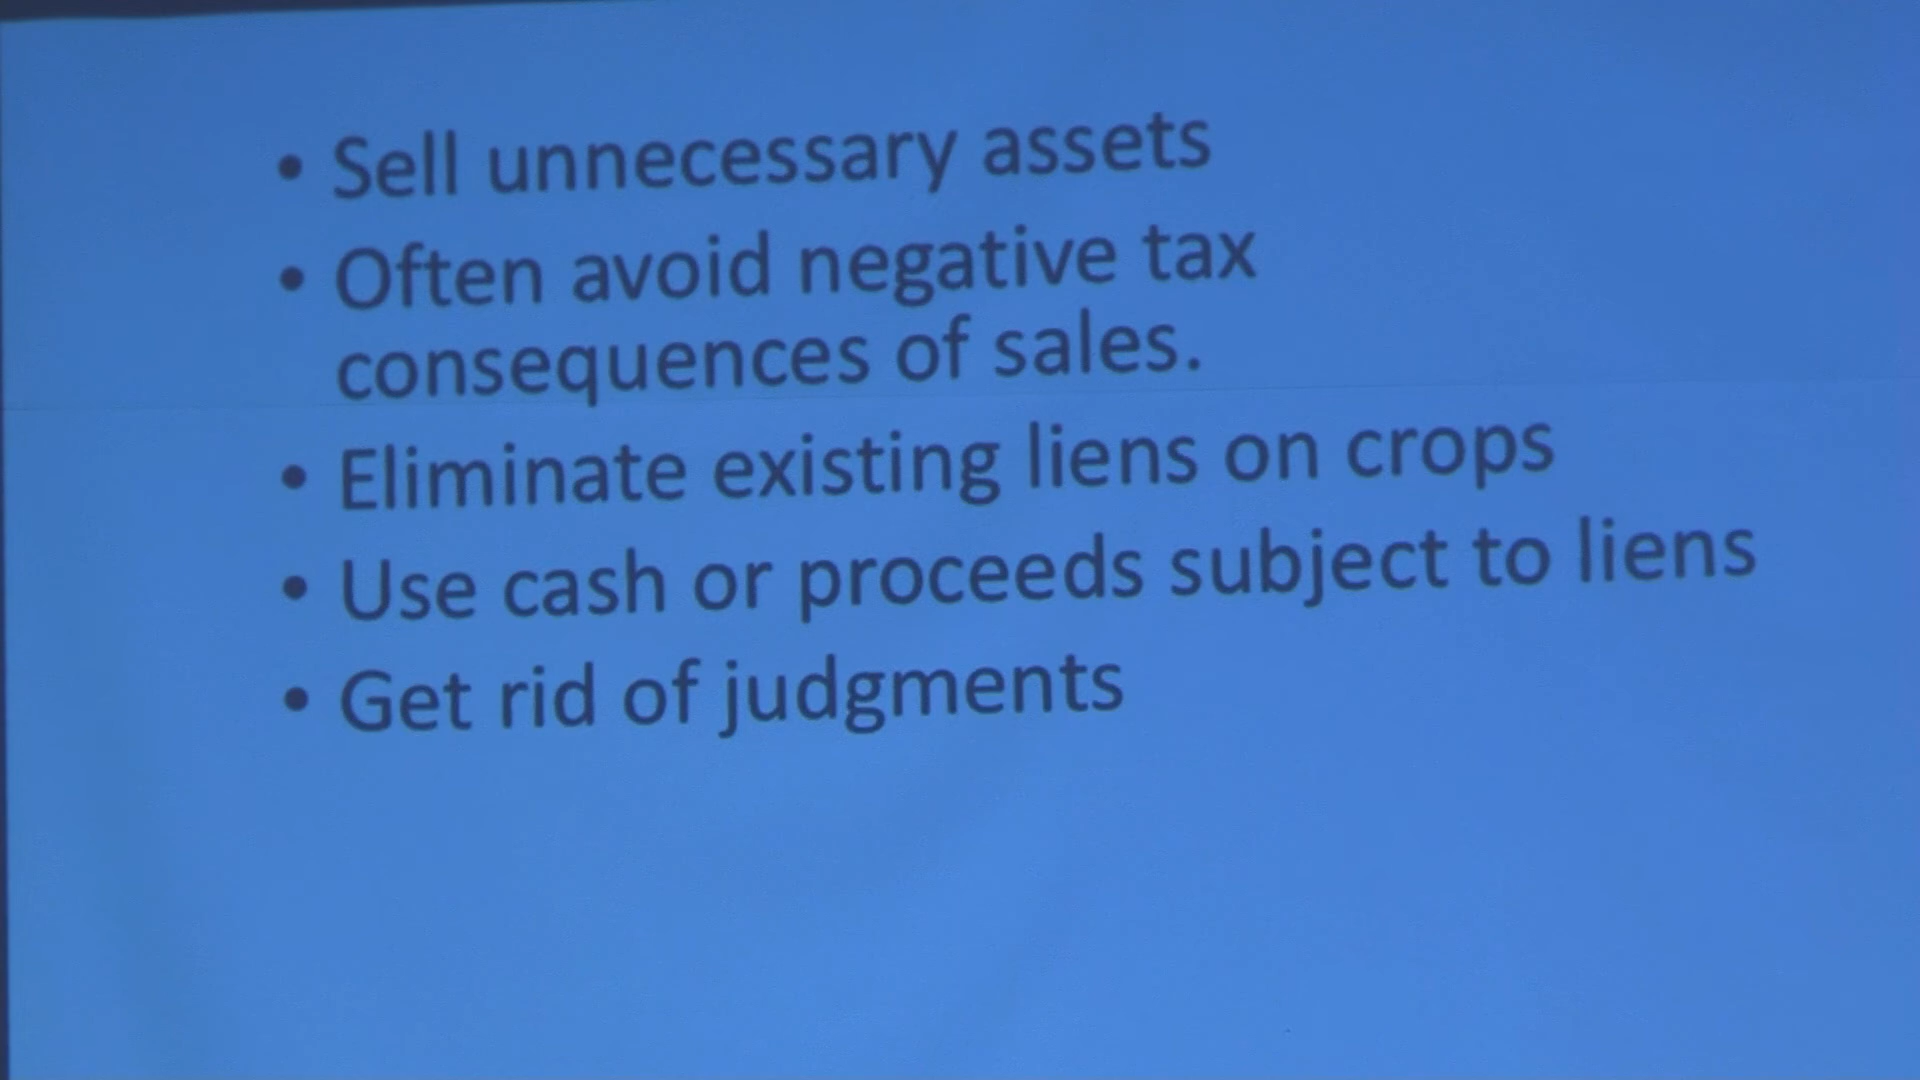 • Sell unnecessary assets
• Often avoid negative tax
consequences of sales.
• Eliminate existing liens on crops
• Use cash or proceeds subject to liens
• Get rid of judgments